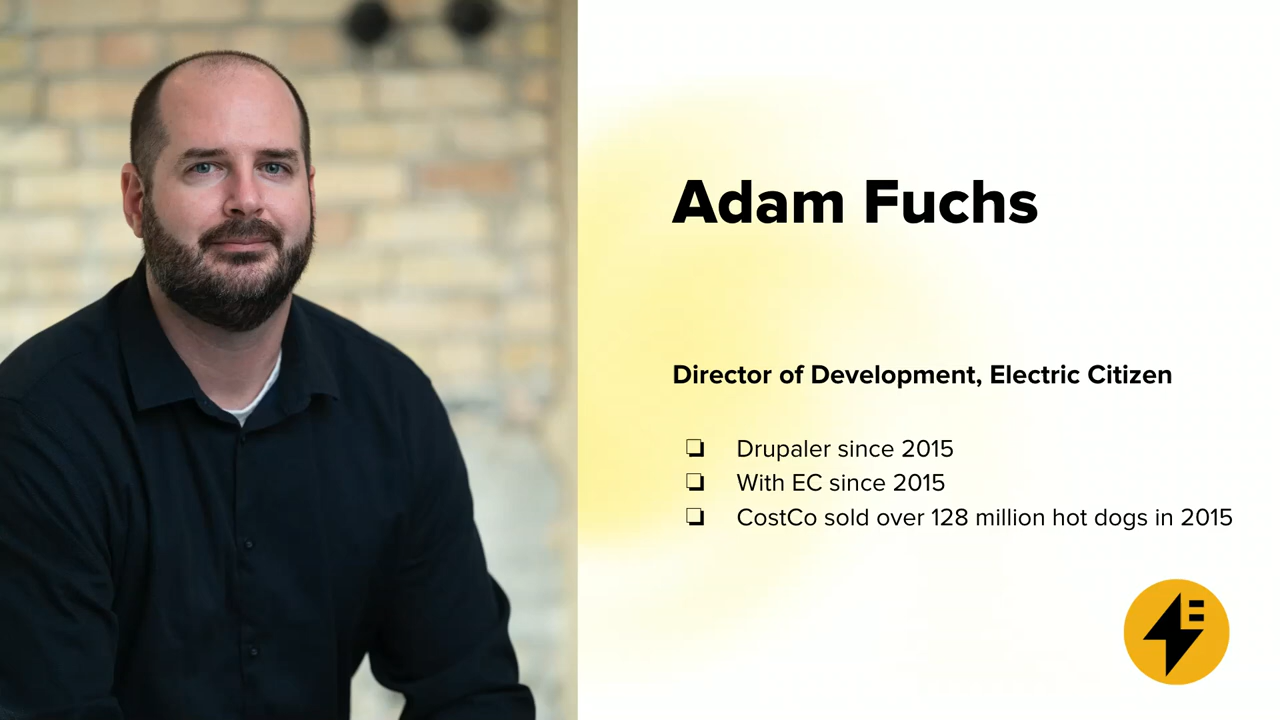 Adam Fuchs
Director of Development, Electric Citizen
❏ Drupaler since 2015
❏ With EC since 2015
❏ CostCo sold over 128 million hot dogs in 2015
E